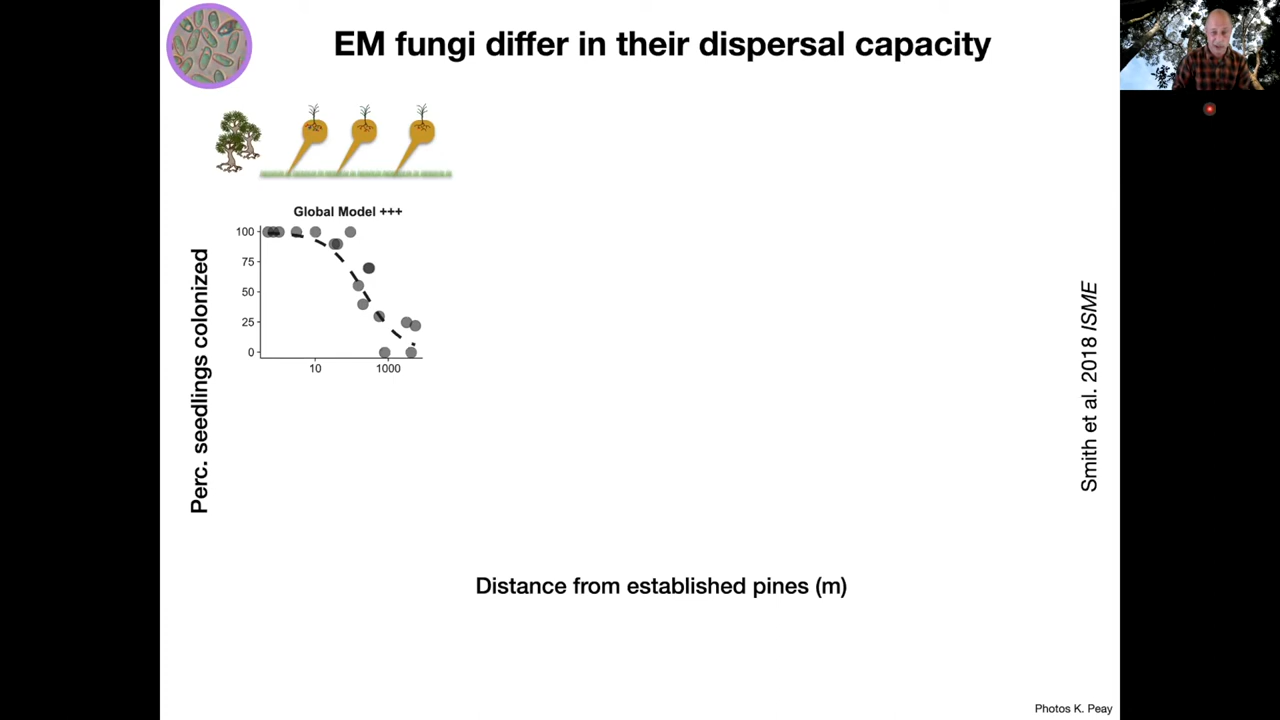 EM fungi differ in their dispersal capacity
Global Model +++
Perc. seedlings colonized
100
75
50
25
0
10 1000
Distance from established pines (m)
Smith et al. 2018 ISME
Photos K. Peay